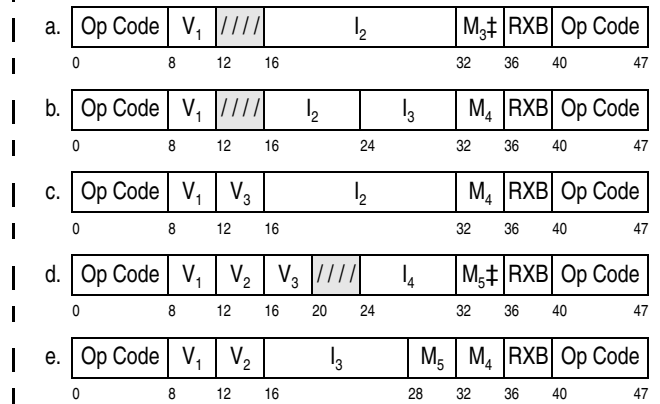 a. Op Code V₁ //// I₂ M₃‡ RXB Op Code
0 8 12 16 32 36 40 47
b. Op Code V₁ //// I₂ I₃ M₄ RXB Op Code
0 8 12 16 24 32 36 40 47
c. Op Code V₁ V₃ I₂ M₄ RXB Op Code
0 8 12 16 32 36 40 47
d. Op Code V₁ V₂ V₃ //// I₄ M₅‡ RXB Op Code
0 8 12 16 20 24 32 36 40 47
e. Op Code V₁ V₂ I₃ M₅ M₄ RXB Op Code
0 8 12 16 28 32 36 40 47